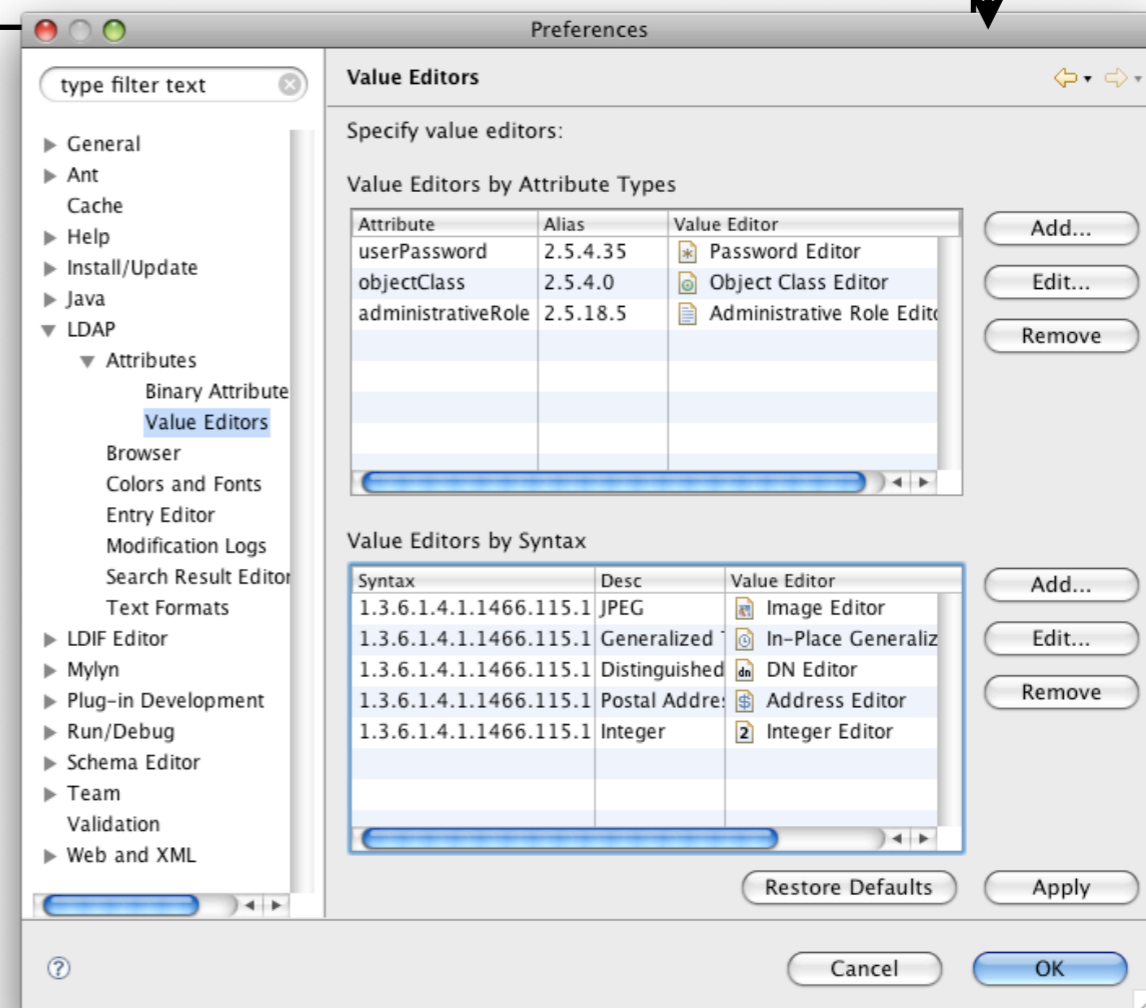 Preferences
type filter text
General
Ant
Cache
Help
Install/Update
Java
LDAP
Attributes
Binary Attribute
Value Editors
Browser
Colors and Fonts
Entry Editor
Modification Logs
Search Result Editor
Text Formats
LDIF Editor
Mylyn
Plug-in Development
Run/Debug
Schema Editor
Team
Validation
Web and XML
Value Editors
Specify value editors:
Value Editors by Attribute Types
Attribute Alias Value Editor
userPassword 2.5.4.35 Password Editor
objectClass 2.5.4.0 Object Class Editor
administrativeRole 2.5.18.5 Administrative Role Edito
Add...
Edit...
Remove
Value Editors by Syntax
Syntax Desc Value Editor
1.3.6.1.4.1.1466.115.1 JPEG Image Editor
1.3.6.1.4.1.1466.115.1 Generalized In-Place Generaliz
1.3.6.1.4.1.1466.115.1 Distinguished dn DN Editor
1.3.6.1.4.1.1466.115.1 Postal Addres $ Address Editor
1.3.6.1.4.1.1466.115.1 Integer 2 Integer Editor
Add...
Edit...
Remove
Restore Defaults Apply
? Cancel OK